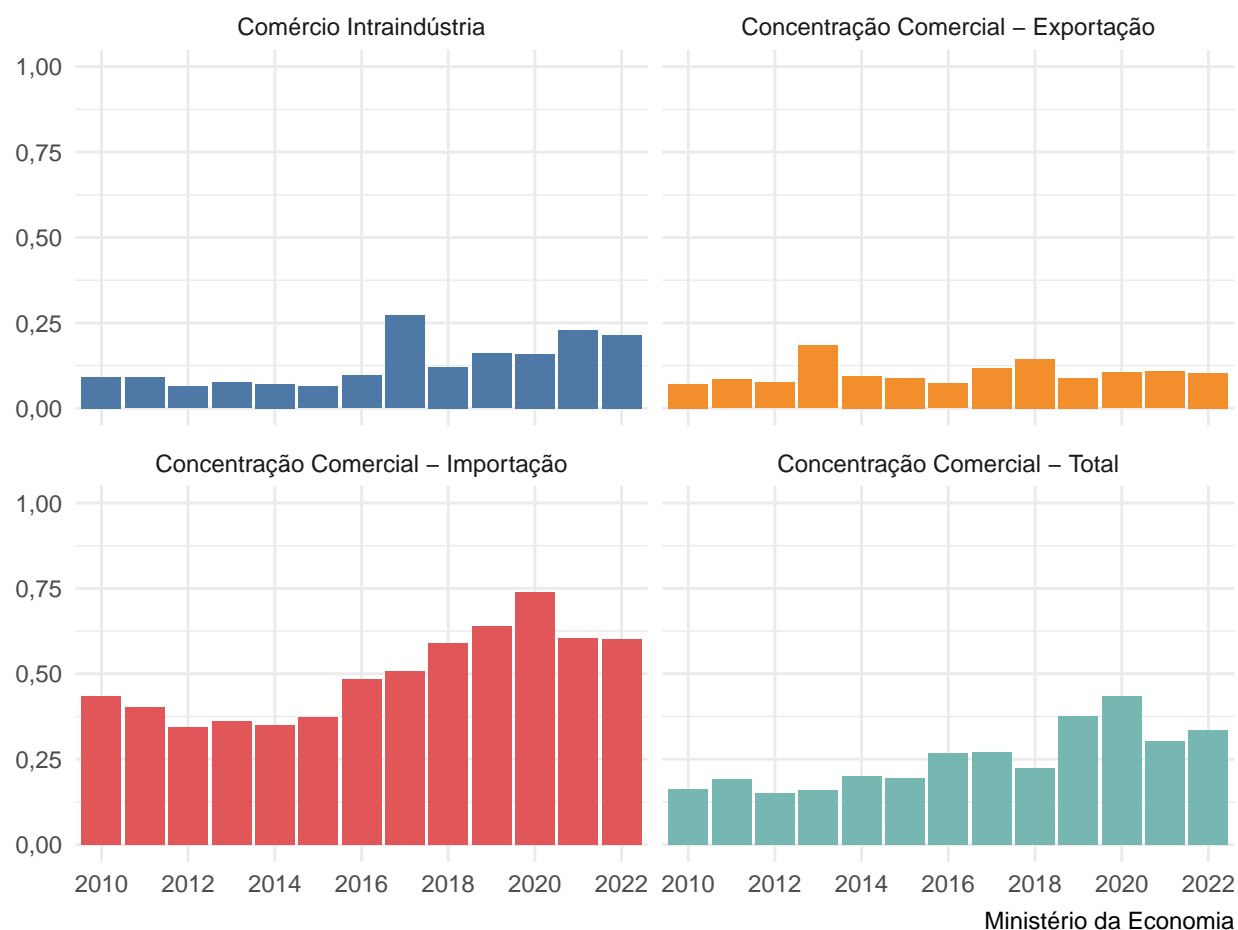 Comércio Intraindústria
Concentração Comercial – Exportação
1,00
0,75
0,50
0,25
0,00
Concentração Comercial – Importação
Concentração Comercial – Total
1,00
0,75
0,50
0,25
0,00
2010 2012 2014 2016 2018 2020 2022
2010 2012 2014 2016 2018 2020 2022
Ministério da Economia